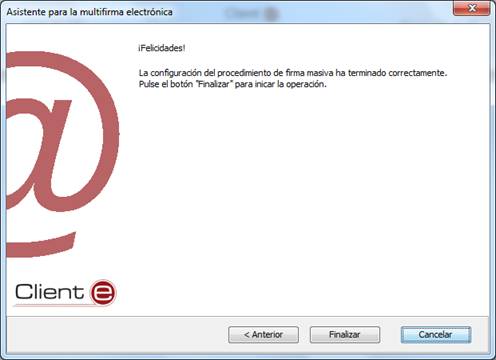 Asistente para la multifirma electrónica
¡Felicidades!
La configuración del procedimiento de firma masiva ha terminado correctamente.
Pulse el botón "Finalizar" para inicar la operación.
@
Client e
< Anterior
Finalizar
Cancelar